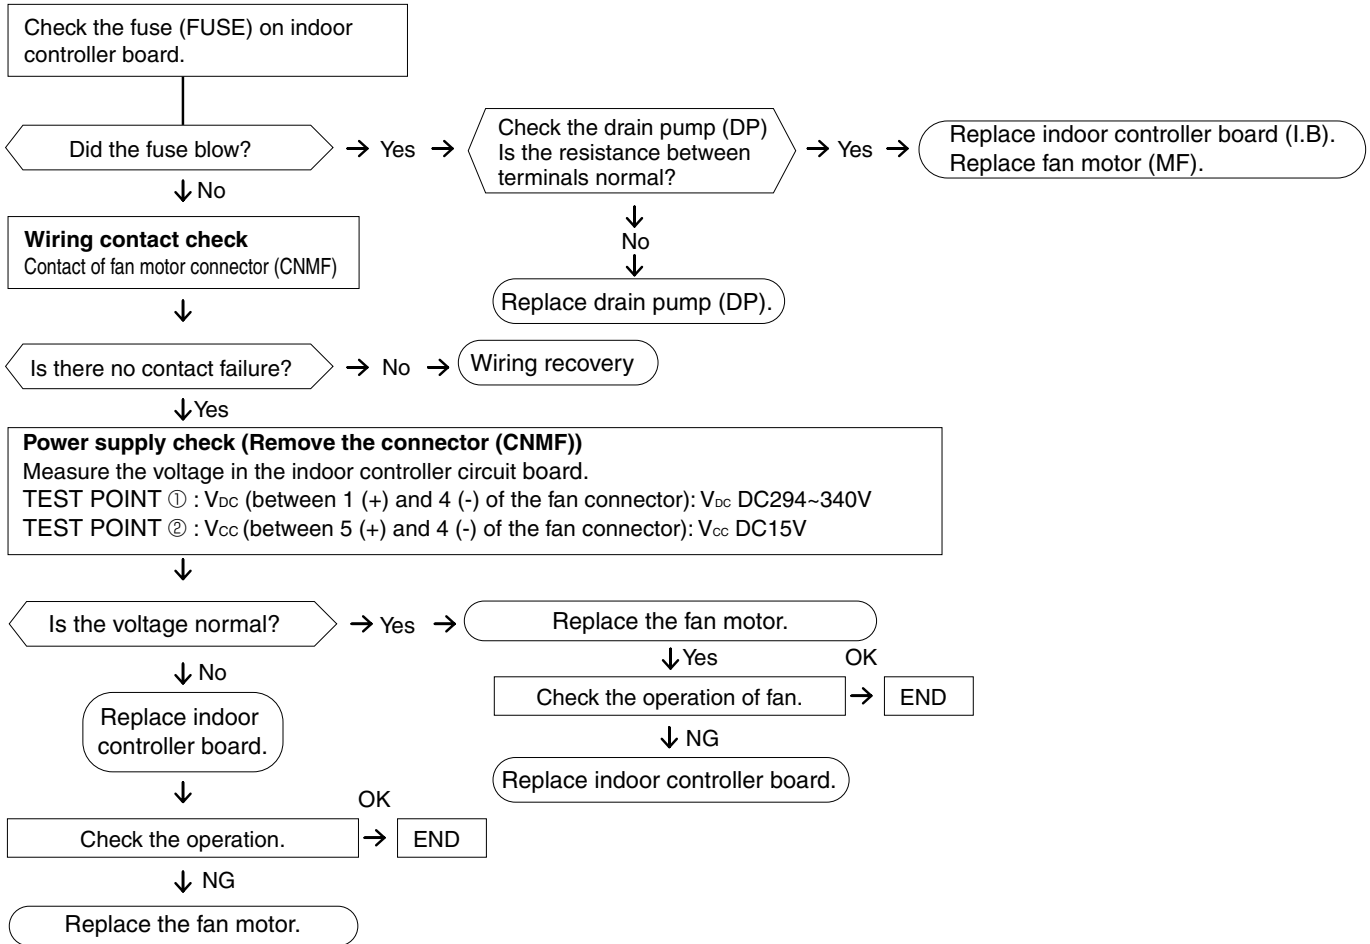 Check the fuse (FUSE) on indoor
controller board.
Did the fuse blow?
Yes
Check the drain pump (DP)
Is the resistance between
terminals normal?
Yes
Replace indoor controller board (I.B).
Replace fan motor (MF).
No
No
Replace drain pump (DP).
Wiring contact check
Contact of fan motor connector (CNMF)
Is there no contact failure?
No
Wiring recovery
Yes
Power supply check (Remove the connector (CNMF))
Measure the voltage in the indoor controller circuit board.
TEST POINT ① : VDC (between 1 (+) and 4 (-) of the fan connector): VDC DC294~340V
TEST POINT ② : VCC (between 5 (+) and 4 (-) of the fan connector): VCC DC15V
Is the voltage normal?
Yes
Replace the fan motor.
Yes
OK
Check the operation of fan.
END
NG
Replace indoor controller board.
No
Replace indoor
controller board.
OK
Check the operation.
END
NG
Replace the fan motor.